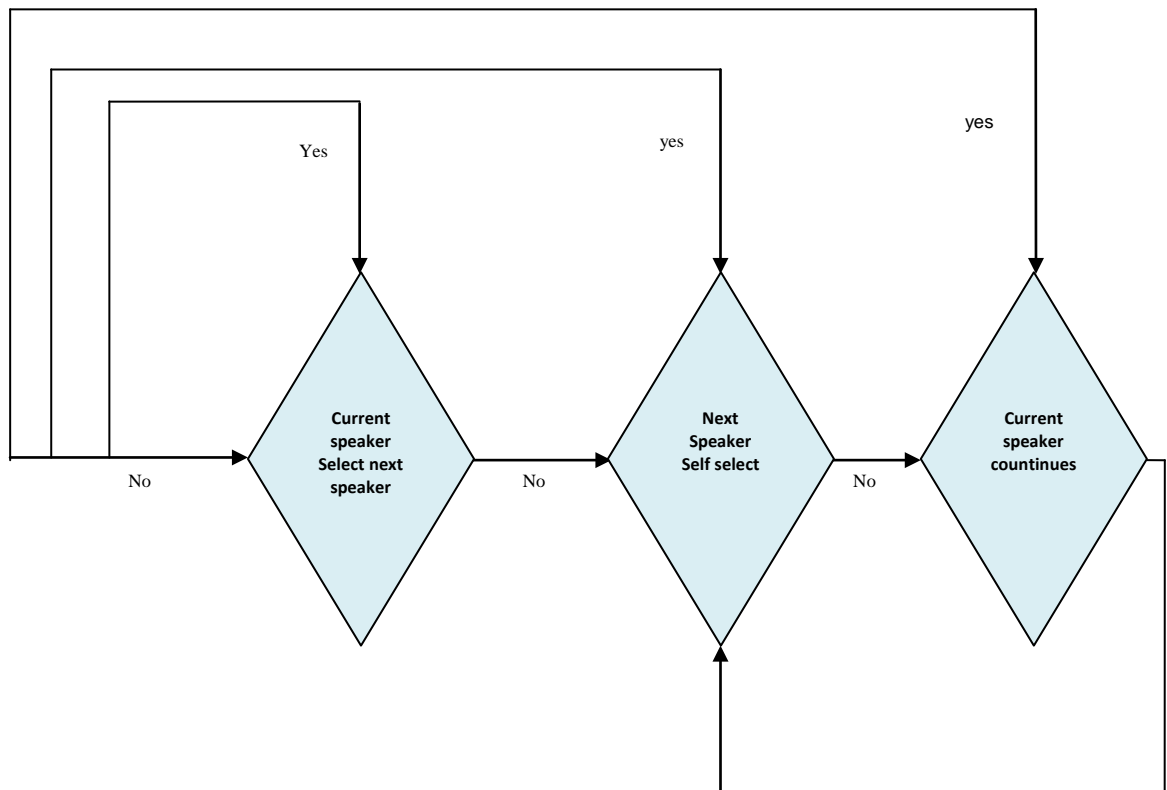 yes
yes
Yes
Current
speaker
Select next
speaker
Next
Speaker
Self select
Current
speaker
countinues
No
No
No